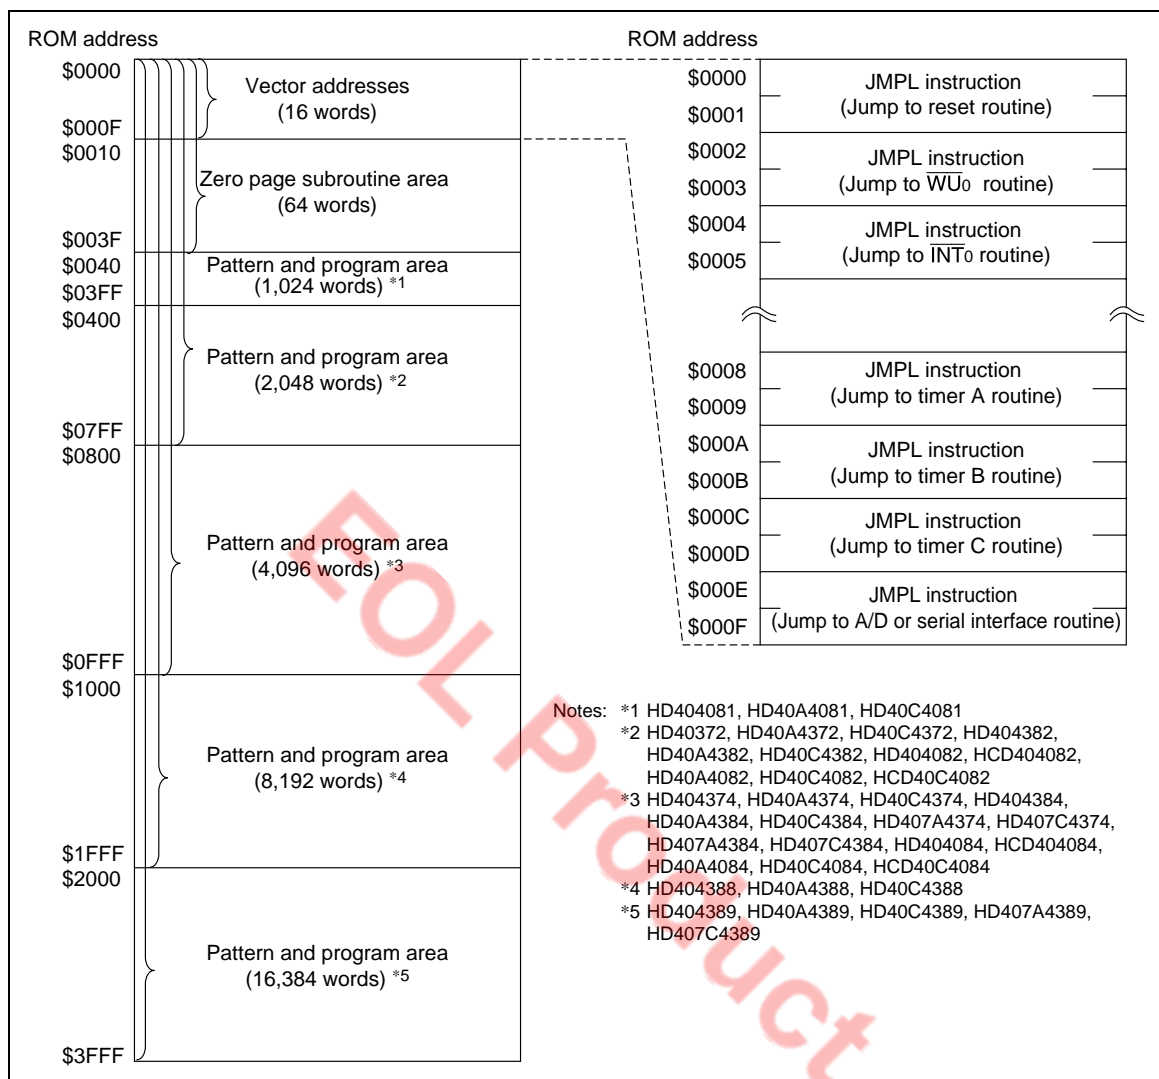 ROM address
$0000
$000F
$0010
$003F
$0040
$03FF
$0400
$07FF
$0800
$0FFF
$1000
$1FFF
$2000
$3FFF
Vector addresses
(16 words)
Zero page subroutine area
(64 words)
Pattern and program area
(1,024 words) *1
Pattern and program area
(2,048 words) *2
Pattern and program area
(4,096 words) *3
Pattern and program area
(8,192 words) *4
Pattern and program area
(16,384 words) *5
ROM address
$0000
$0001
JMPL instruction
(Jump to reset routine)
$0002
$0003
JMPL instruction
(Jump to W̅U̅0 routine)
$0004
$0005
JMPL instruction
(Jump to I̅N̅T̅0 routine)
$0008
$0009
JMPL instruction
(Jump to timer A routine)
$000A
$000B
JMPL instruction
(Jump to timer B routine)
$000C
$000D
JMPL instruction
(Jump to timer C routine)
$000E
$000F
JMPL instruction
(Jump to A/D or serial interface routine)
Notes: *1 HD404081, HD40A4081, HD40C4081
*2 HD40372, HD40A4372, HD40C4372, HD404382,
HD40A4382, HD40C4382, HD404082, HCD404082,
HD40A4082, HD40C4082, HCD40C4082
*3 HD404374, HD40A4374, HD40C4374, HD404384,
HD40A4384, HD40C4384, HD407A4374, HD407C4374,
HD407A4384, HD407C4384, HD404084, HCD404084,
HD40A4084, HD40C4084, HCD40C4084
*4 HD404388, HD40A4388, HD40C4388
*5 HD404389, HD40A4389, HD40C4389, HD407A4389,
HD407C4389
EOL Product